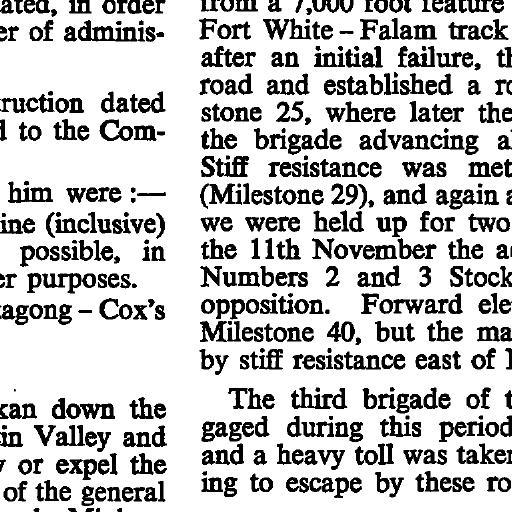 ated, in order
er of adminis-
ruction dated
d to the Com-
him were :—
ine (inclusive)
possible, in
er purposes.
tagong – Cox's
kan down the
tin Valley and
y or expel the
of the general
from a 7,000 foot feature
Fort White – Falam track
after an initial failure, th
road and established a ro
stone 25, where later the
the brigade advancing al
Stiff resistance was met
(Milestone 29), and again a
we were held up for two
the 11th November the a
Numbers 2 and 3 Stock
opposition. Forward ele
Milestone 40, but the ma
by stiff resistance east of
The third brigade of t
gaged during this period
and a heavy toll was taken
ing to escape by these ro